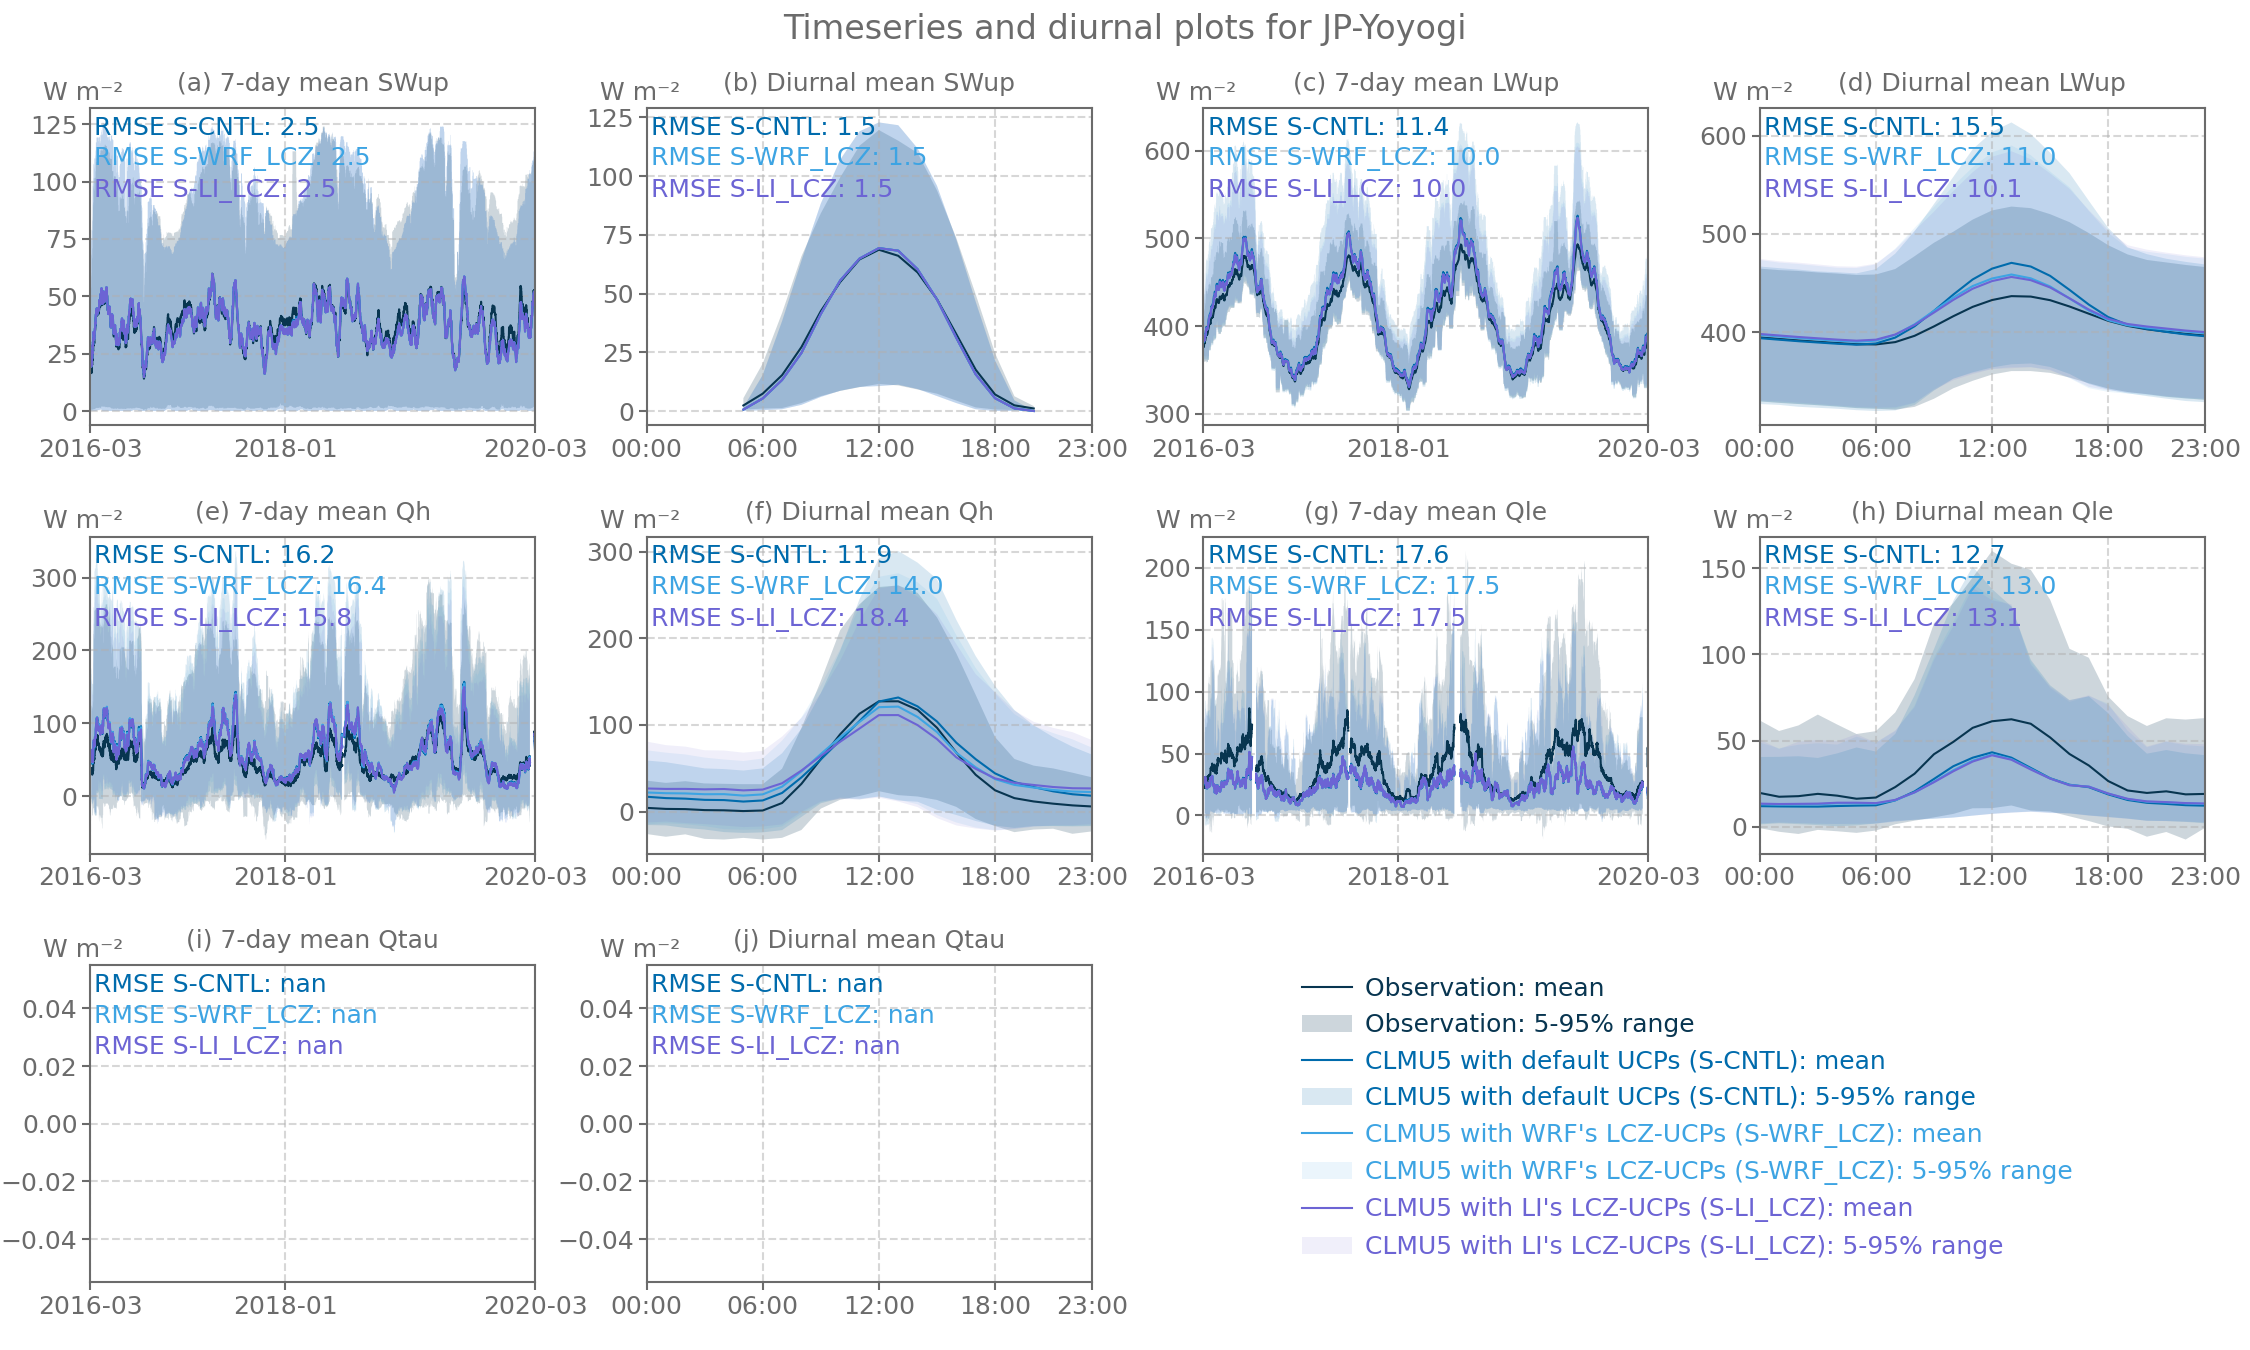 Timeseries and diurnal plots for JP-Yoyogi
W m⁻²
(a) 7-day mean SWup
RMSE S-CNTL: 2.5
RMSE S-WRF_LCZ: 2.5
RMSE S-LI_LCZ: 2.5
125
100
75
50
25
0
2016-03
2018-01
2020-03
W m⁻²
(b) Diurnal mean SWup
RMSE S-CNTL: 1.5
RMSE S-WRF_LCZ: 1.5
RMSE S-LI_LCZ: 1.5
125
100
75
50
25
0
00:00
06:00
12:00
18:00
23:00
W m⁻²
(c) 7-day mean LWup
RMSE S-CNTL: 11.4
RMSE S-WRF_LCZ: 10.0
RMSE S-LI_LCZ: 10.0
600
500
400
300
2016-03
2018-01
2020-03
W m⁻²
(d) Diurnal mean LWup
RMSE S-CNTL: 15.5
RMSE S-WRF_LCZ: 11.0
RMSE S-LI_LCZ: 10.1
600
500
400
00:00
06:00
12:00
18:00
23:00
W m⁻²
(e) 7-day mean Qh
RMSE S-CNTL: 16.2
RMSE S-WRF_LCZ: 16.4
RMSE S-LI_LCZ: 15.8
300
200
100
0
2016-03
2018-01
2020-03
W m⁻²
(f) Diurnal mean Qh
RMSE S-CNTL: 11.9
RMSE S-WRF_LCZ: 14.0
RMSE S-LI_LCZ: 18.4
300
200
100
0
00:00
06:00
12:00
18:00
23:00
W m⁻²
(g) 7-day mean Qle
RMSE S-CNTL: 17.6
RMSE S-WRF_LCZ: 17.5
RMSE S-LI_LCZ: 17.5
200
150
100
50
0
2016-03
2018-01
2020-03
W m⁻²
(h) Diurnal mean Qle
RMSE S-CNTL: 12.7
RMSE S-WRF_LCZ: 13.0
RMSE S-LI_LCZ: 13.1
150
100
50
0
00:00
06:00
12:00
18:00
23:00
W m⁻²
(i) 7-day mean Qtau
RMSE S-CNTL: nan
RMSE S-WRF_LCZ: nan
RMSE S-LI_LCZ: nan
0.04
0.02
0.00
−0.02
−0.04
2016-03
2018-01
2020-03
W m⁻²
(j) Diurnal mean Qtau
RMSE S-CNTL: nan
RMSE S-WRF_LCZ: nan
RMSE S-LI_LCZ: nan
0.04
0.02
0.00
−0.02
−0.04
00:00
06:00
12:00
18:00
23:00
Observation: mean
Observation: 5-95% range
CLMU5 with default UCPs (S-CNTL): mean
CLMU5 with default UCPs (S-CNTL): 5-95% range
CLMU5 with WRF's LCZ-UCPs (S-WRF_LCZ): mean
CLMU5 with WRF's LCZ-UCPs (S-WRF_LCZ): 5-95% range
CLMU5 with LI's LCZ-UCPs (S-LI_LCZ): mean
CLMU5 with LI's LCZ-UCPs (S-LI_LCZ): 5-95% range